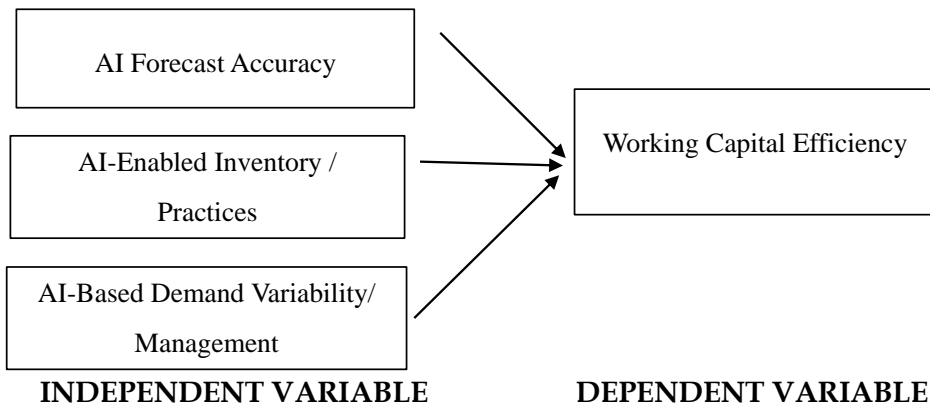 AI Forecast Accuracy
AI-Enabled Inventory /
Practices
AI-Based Demand Variability/
Management
Working Capital Efficiency
INDEPENDENT VARIABLE
DEPENDENT VARIABLE